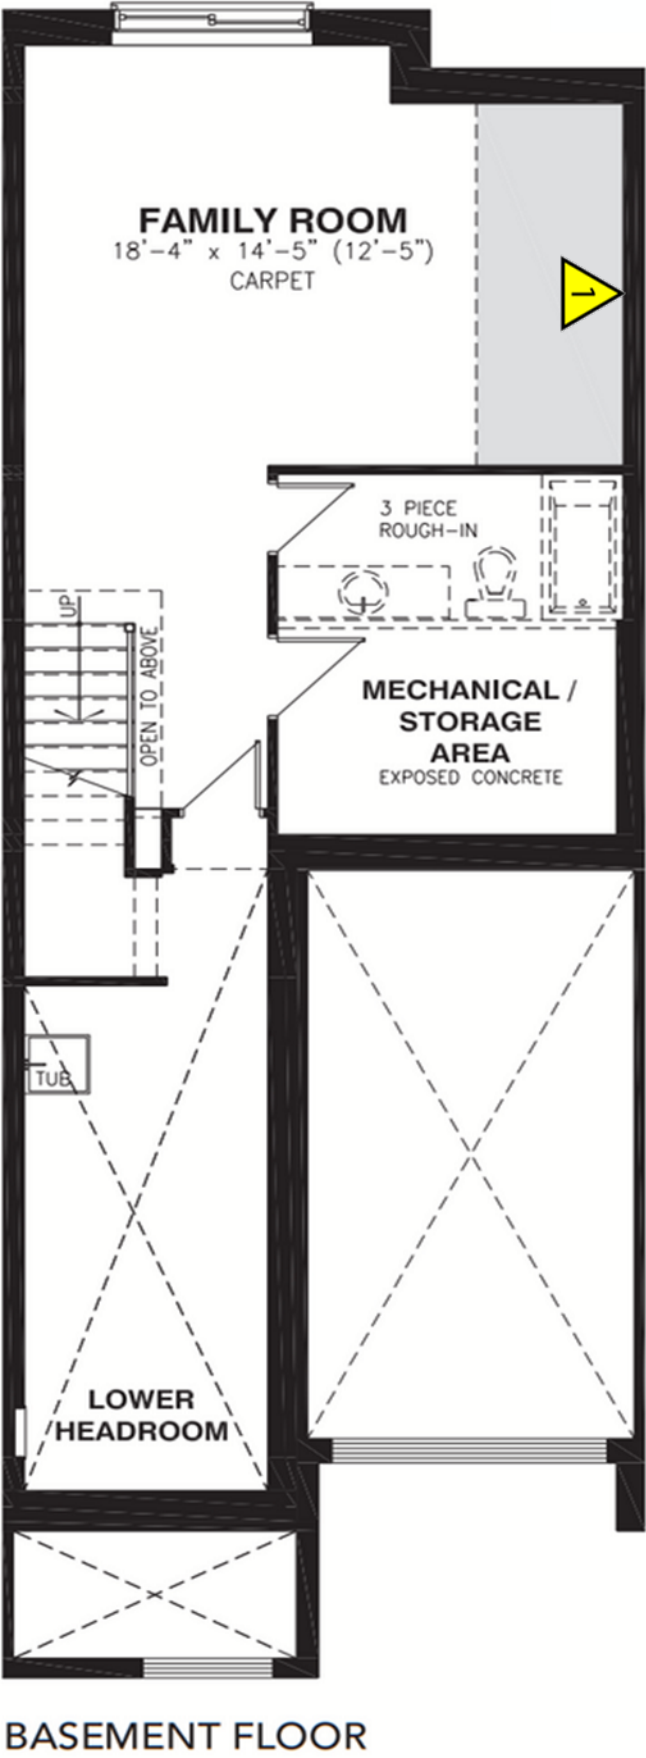 FAMILY ROOM
18'-4" x 14'-5" (12'-5")
CARPET
1
3 PIECE
ROUGH-IN
UP
OPEN TO ABOVE
MECHANICAL /
STORAGE
AREA
EXPOSED CONCRETE
TUB
LOWER
HEADROOM
BASEMENT FLOOR